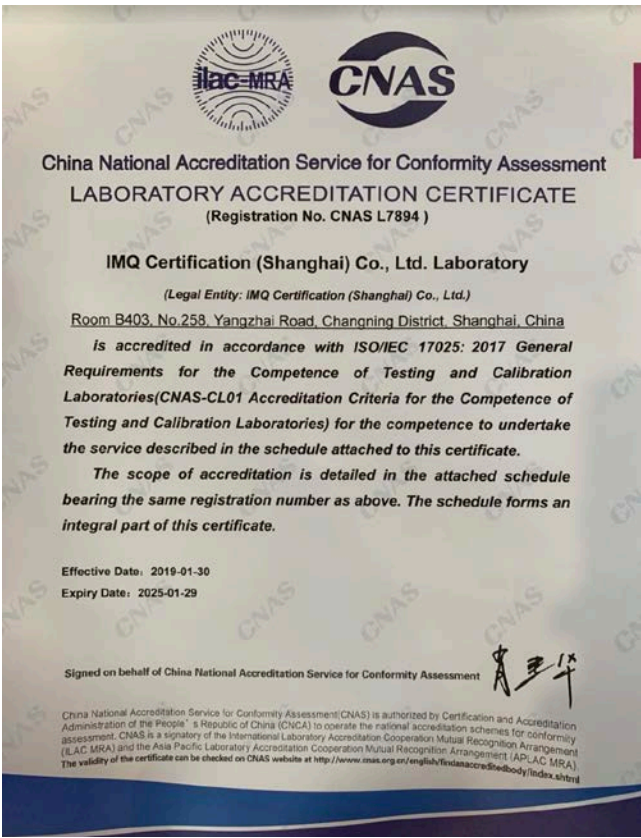 ilac-MRA
CNAS
China National Accreditation Service for Conformity Assessment
LABORATORY ACCREDITATION CERTIFICATE
(Registration No. CNAS L7894 )
IMQ Certification (Shanghai) Co., Ltd. Laboratory
(Legal Entity: IMQ Certification (Shanghai) Co., Ltd.)
Room B403, No.258, Yangzhai Road, Changning District, Shanghai, China
is accredited in accordance with ISO/IEC 17025: 2017 General
Requirements for the Competence of Testing and Calibration
Laboratories(CNAS-CL01 Accreditation Criteria for the Competence of
Testing and Calibration Laboratories) for the competence to undertake
the service described in the schedule attached to this certificate.
The scope of accreditation is detailed in the attached schedule
bearing the same registration number as above. The schedule forms an
integral part of this certificate.
Effective Date: 2019-01-30
Expiry Date: 2025-01-29
Signed on behalf of China National Accreditation Service for Conformity Assessment
China National Accreditation Service for Conformity Assessment(CNAS) is authorized by Certification and Accreditation
Administration of the People's Republic of China (CNCA) to operate the national accreditation schemes for conformity
assessment. CNAS is a signatory of the International Laboratory Accreditation Cooperation Mutual Recognition Arrangement
(ILAC MRA) and the Asia Pacific Laboratory Accreditation Cooperation Mutual Recognition Arrangement (APLAC MRA).
The validity of the certificate can be checked on CNAS website at http://www.cnas.org.cn/english/findanaccreditedbody/index.shtml